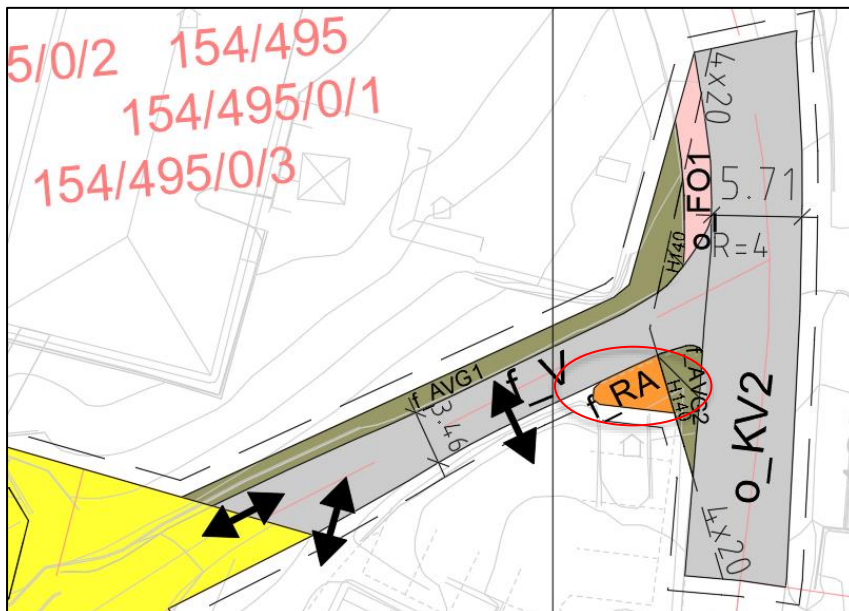 5/0/2 154/495
154/495/0/1
154/495/0/3
4x20
o_FO1
5.71
R=4
H140
f_AVG1
f_V
3.46
f_RA
f_AVG2
H140
o_KV2
4x20